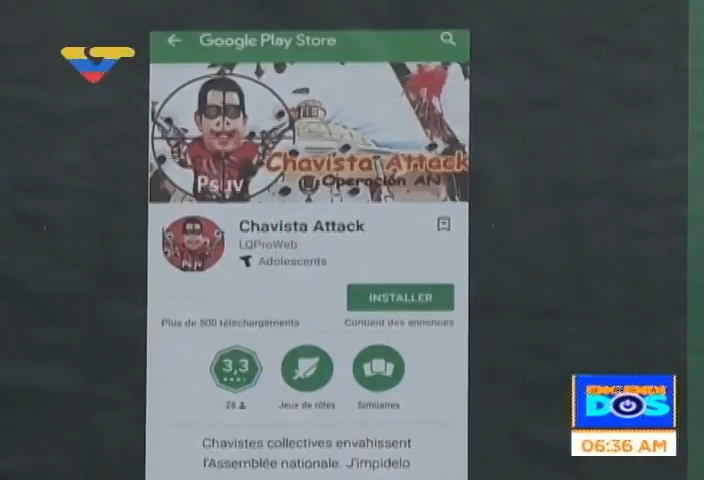 Google Play Store
Chavista Attack
Psuv
Operación AN
Chavista Attack
LQProWeb
Adolescents
INSTALLER
Plus de 500 téléchargements
Contient des annonces
3,3
28
Jeux de rôles
Similaires
Chavistes collectives envahissent
l'Assemblée nationale. J'impidelo
DOS
06:36 AM